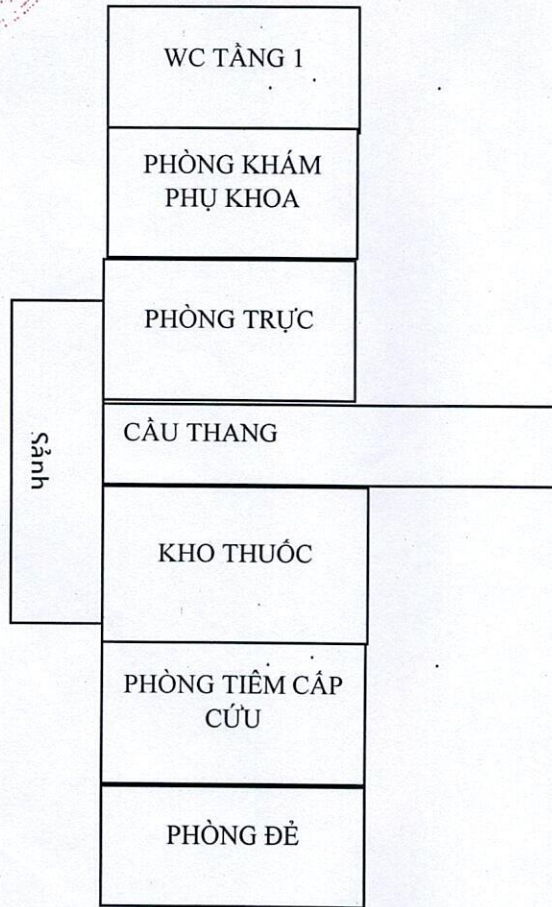 WC TẦNG 1
PHÒNG KHÁM
PHỤ KHOA
PHÒNG TRỰC
CẦU THANG
Sảnh
KHO THUỐC
PHÒNG TIÊM CẤP
CỨU
PHÒNG ĐẺ